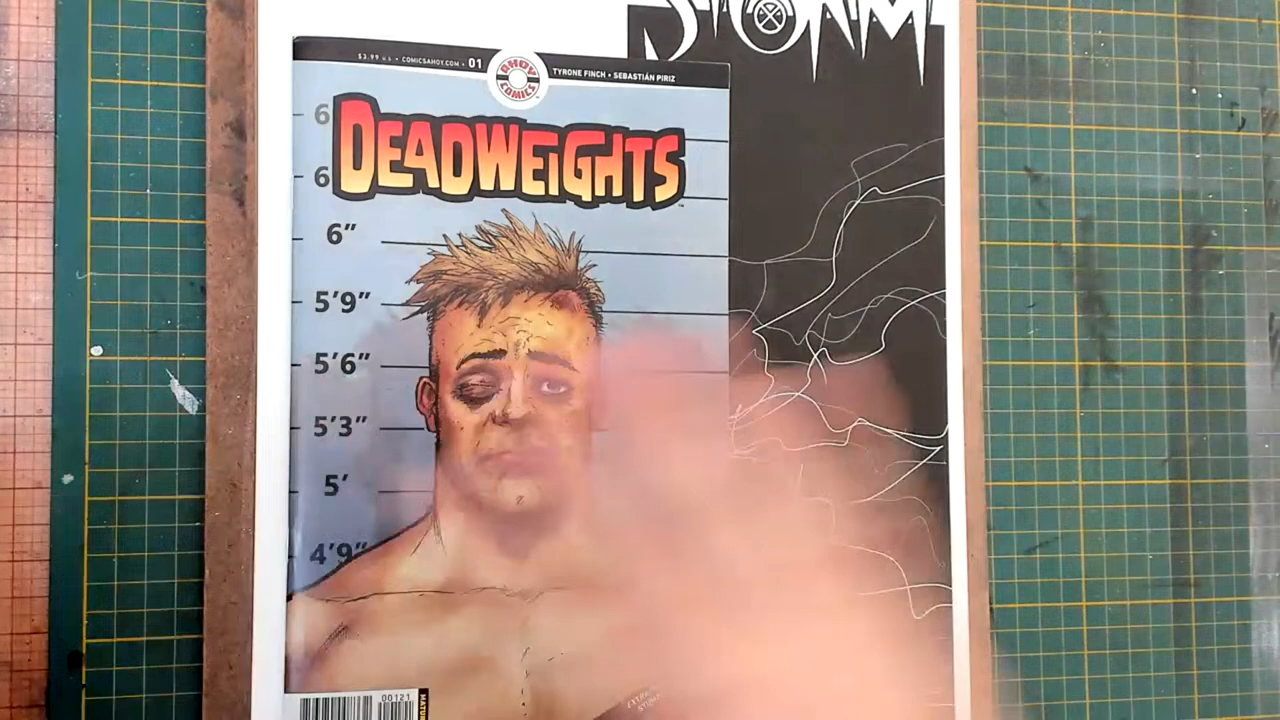 STORM
$3.99 U.S • COMICSAHOY.COM • 01
AHOY
COMICS
TYRONE FINCH • SEBASTIÁN PIRIZ
DEADWEIGHTS
6
6
6”
5’9”
5’6”
5’3”
5’
4’9”
00121